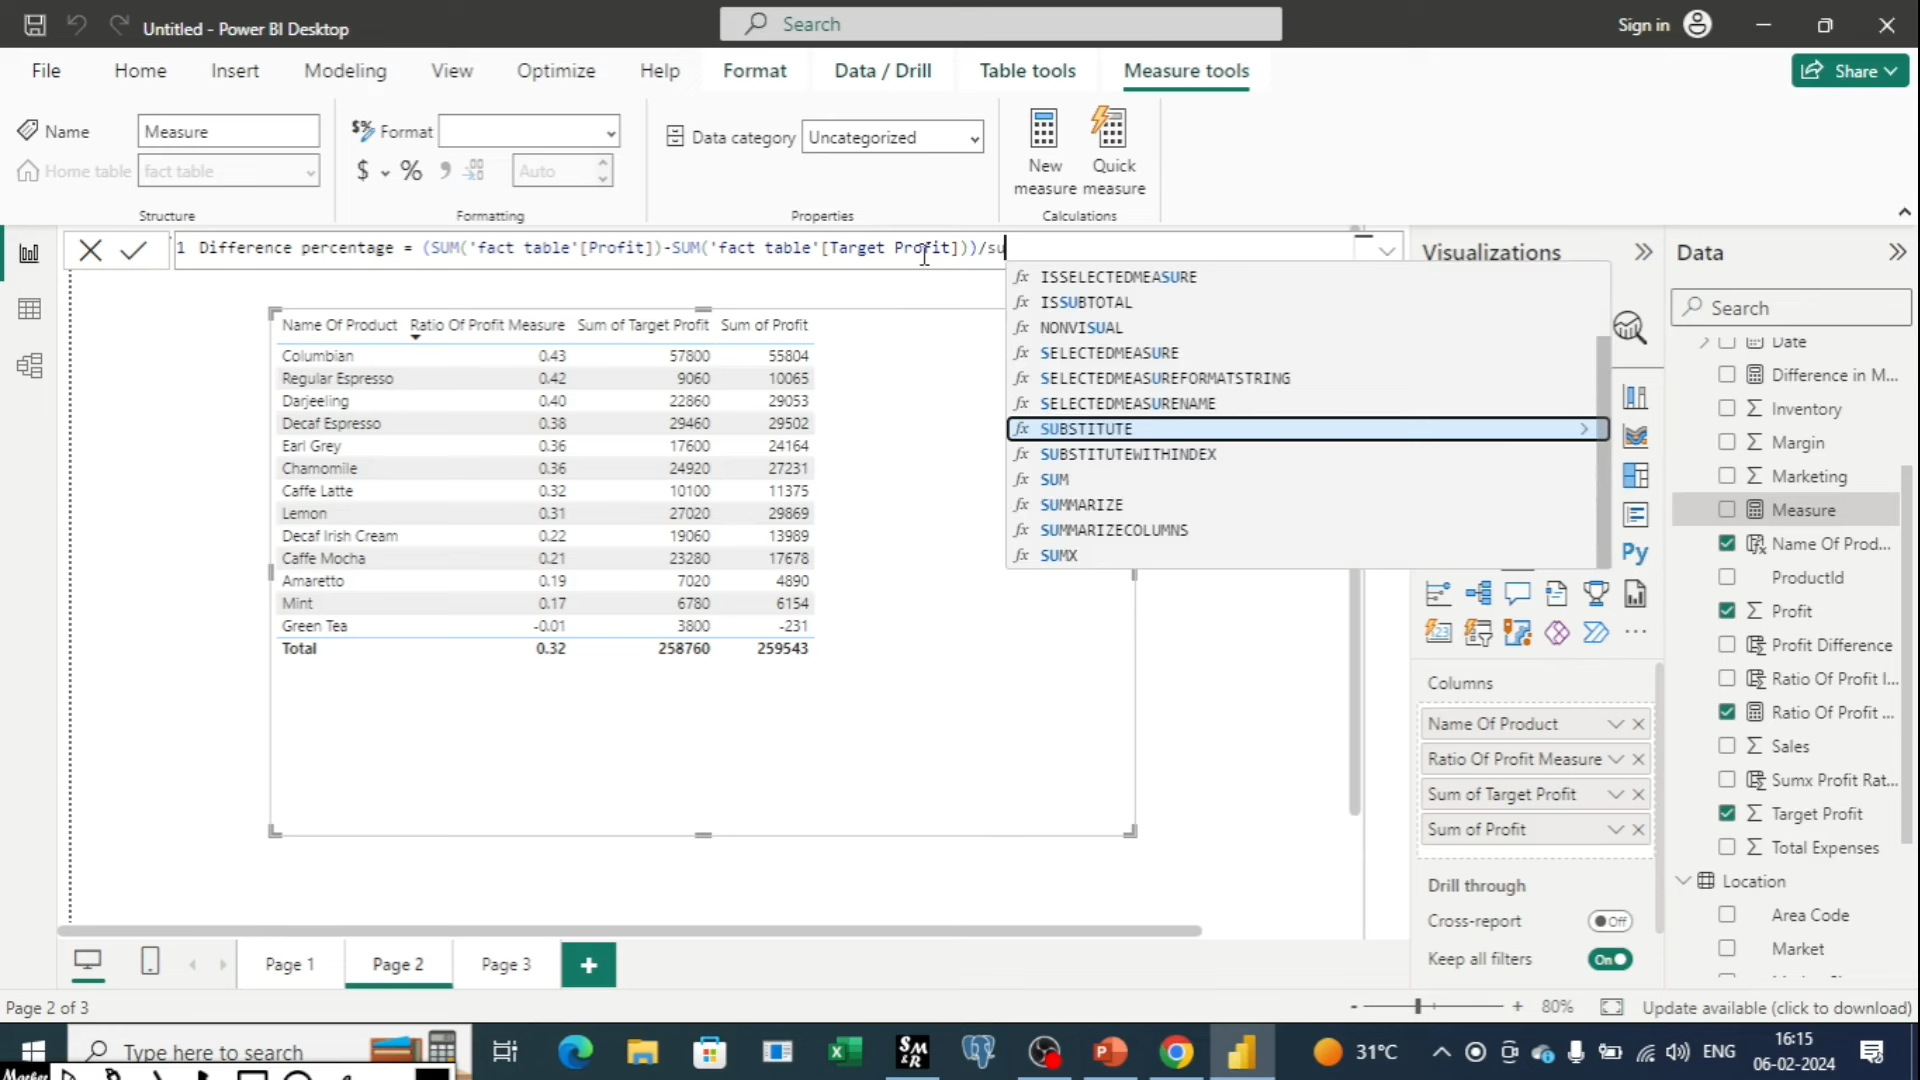 Untitled - Power BI Desktop
Search
Sign in
File
Home
Insert
Modeling
View
Optimize
Help
Format
Data / Drill
Table tools
Measure tools
Share
Name
Measure
Home table
fact table
Structure
$% Format
$ % 9 .00
Auto
Formatting
Data category
Uncategorized
Properties
New measure
Quick measure
Calculations
1 Difference percentage = (SUM('fact table'[Profit])-SUM('fact table'[Target Profit]))/su
ISSELECTEDMEASURE
ISSUBTOTAL
NONVISUAL
SELECTEDMEASURE
SELECTEDMEASUREFORMATSTRING
SELECTEDMEASURENAME
SUBSTITUTE
SUBSTITUTEWITHINDEX
SUM
SUMMARIZE
SUMMARIZECOLUMNS
SUMX
Name Of Product Ratio Of Profit Measure Sum of Target Profit Sum of Profit
Columbian 0.43 57800 55804
Regular Espresso 0.42 9060 10065
Darjeeling 0.40 22860 29053
Decaf Espresso 0.38 29460 29502
Earl Grey 0.36 17600 24164
Chamomile 0.36 24920 27231
Caffe Latte 0.32 10100 11375
Lemon 0.31 27020 29869
Decaf Irish Cream 0.22 19060 13989
Caffe Mocha 0.21 23280 17678
Amaretto 0.19 7020 4890
Mint 0.17 6780 6154
Green Tea -0.01 3800 -231
Total 0.32 258760 259543
Visualizations
Py
123
Columns
Name Of Product
Ratio Of Profit Measure
Sum of Target Profit
Sum of Profit
Drill through
Cross-report
Off
Keep all filters
On
Data
Search
Date
Difference in M...
Inventory
Margin
Marketing
Measure
Name Of Prod...
ProductId
Profit
Profit Difference
Ratio Of Profit I...
Ratio Of Profit ...
Sales
Sumx Profit Rat...
Target Profit
Total Expenses
Location
Area Code
Market
Page 1
Page 2
Page 3
Page 2 of 3
80%
Update available (click to download)
Type here to search
31°C
ENG
16:15
06-02-2024
Marker